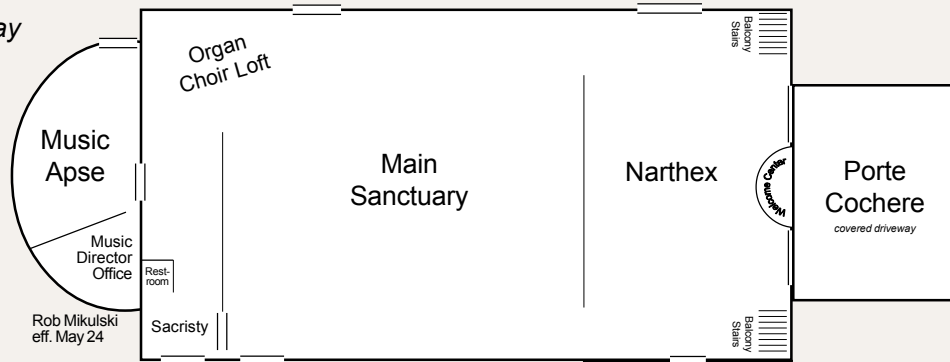 ay
Organ
Choir Loft
Balcony
Stairs
Music
Apse
Main
Sanctuary
Narthex
Welcome Center
Porte
Cochere
covered driveway
Music
Director
Office
Rest-
room
Rob Mikulski
eff. May 24
Sacristy
Balcony
Stairs